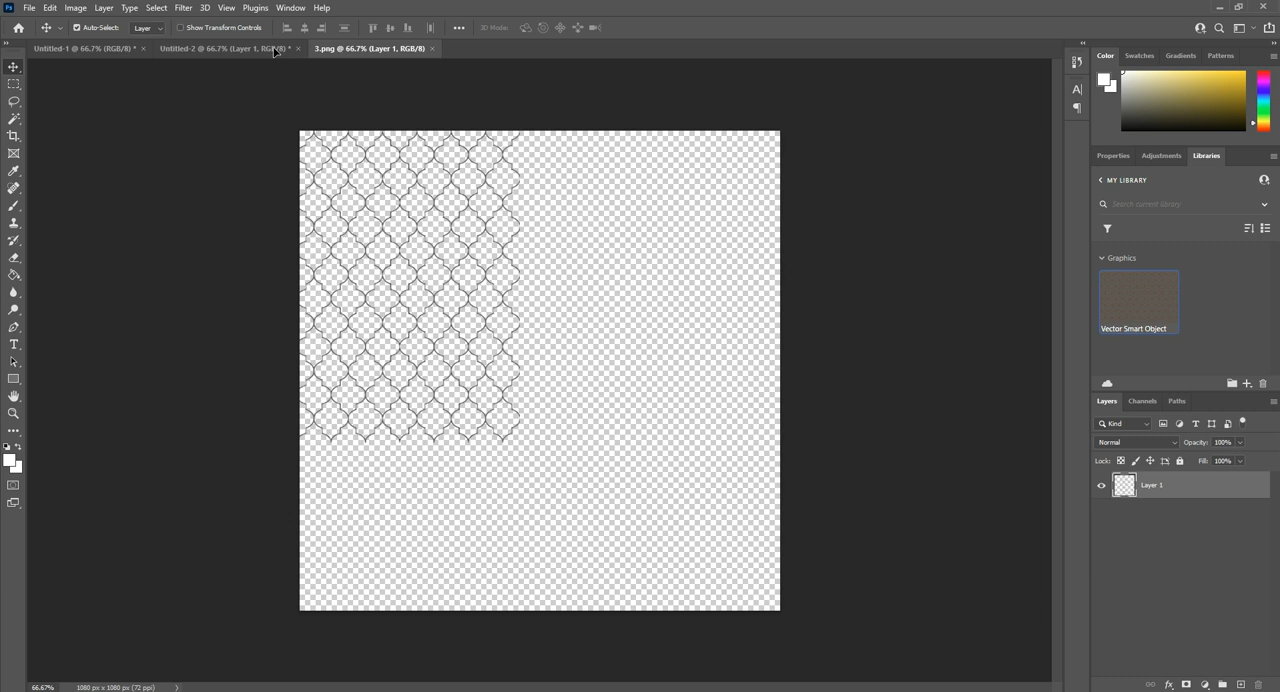 Ps File Edit Image Layer Type Select Filter 3D View Plugins Window Help
Auto-Select: Layer Show Transform Controls 3D Mode:
Untitled-1 @ 66.7% (RGB/8) * × Untitled-2 @ 66.7% (Layer 1, RGB/8) * × 3.png @ 66.7% (Layer 1, RGB/8) ×
Color Swatches Gradients Patterns
Properties Adjustments Libraries
MY LIBRARY
Search current library
Graphics
Vector Smart Object
Layers Channels Paths
Kind
Normal Opacity: 100%
Lock: Fill: 100%
Layer 1
66.67% 1080 px x 1080 px (72 ppi)